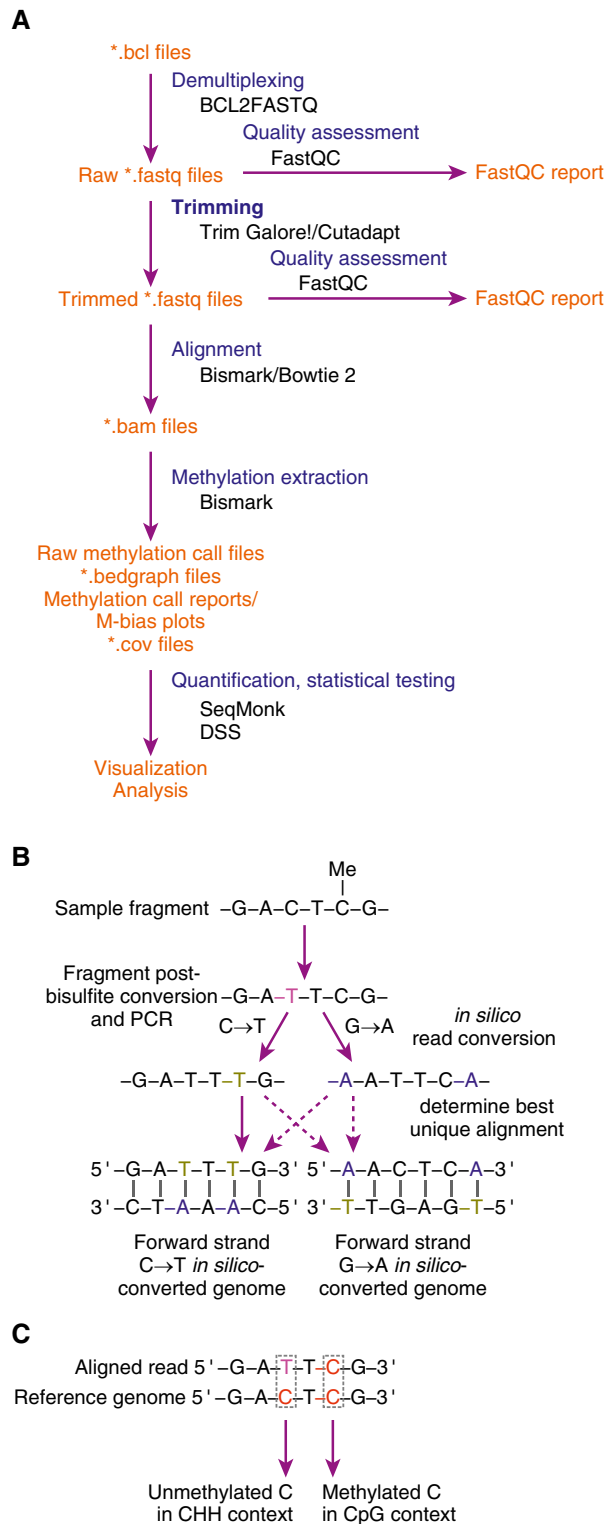 A
*.bcl files
Demultiplexing
BCL2FASTQ
Quality assessment
FastQC
Raw *.fastq files
FastQC report
Trimming
Trim Galore!/Cutadapt
Quality assessment
FastQC
Trimmed *.fastq files
FastQC report
Alignment
Bismark/Bowtie 2
*.bam files
Methylation extraction
Bismark
Raw methylation call files
*.bedgraph files
Methylation call reports/
M-bias plots
*.cov files
Quantification, statistical testing
SeqMonk
DSS
Visualization
Analysis
B
Me
Sample fragment –G–A–C–T–C–G–
Fragment post-
bisulfite conversion
and PCR
–G–A–T–T–C–G–
C→T
G→A
in silico
read conversion
–G–A–T–T–T–G–
–A–A–T–T–C–A–
determine best
unique alignment
5'–G–A–T–T–T–G–3'
3'–C–T–A–A–A–C–5'
5'–A–A–C–T–C–A–3'
3'–T–T–G–A–G–T–5'
Forward strand
C→T in silico-
converted genome
Forward strand
G→A in silico-
converted genome
C
Aligned read 5'–G–A–T–T–C–G–3'
Reference genome 5'–G–A–C–T–C–G–3'
Unmethylated C
in CHH context
Methylated C
in CpG context